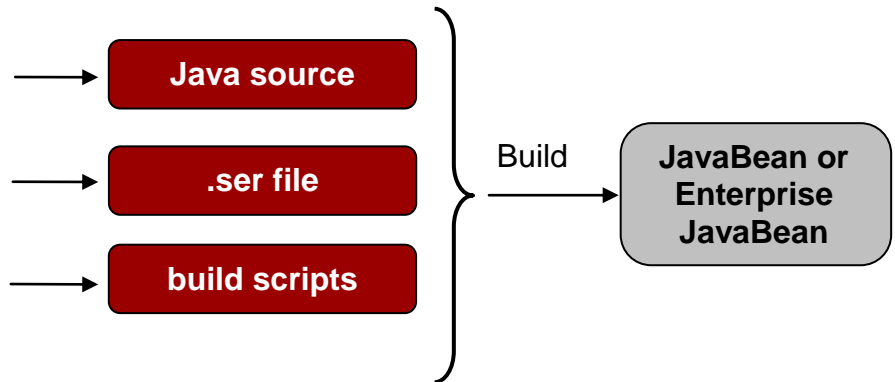 Java source
.ser file
build scripts
Build
JavaBean or
Enterprise
JavaBean